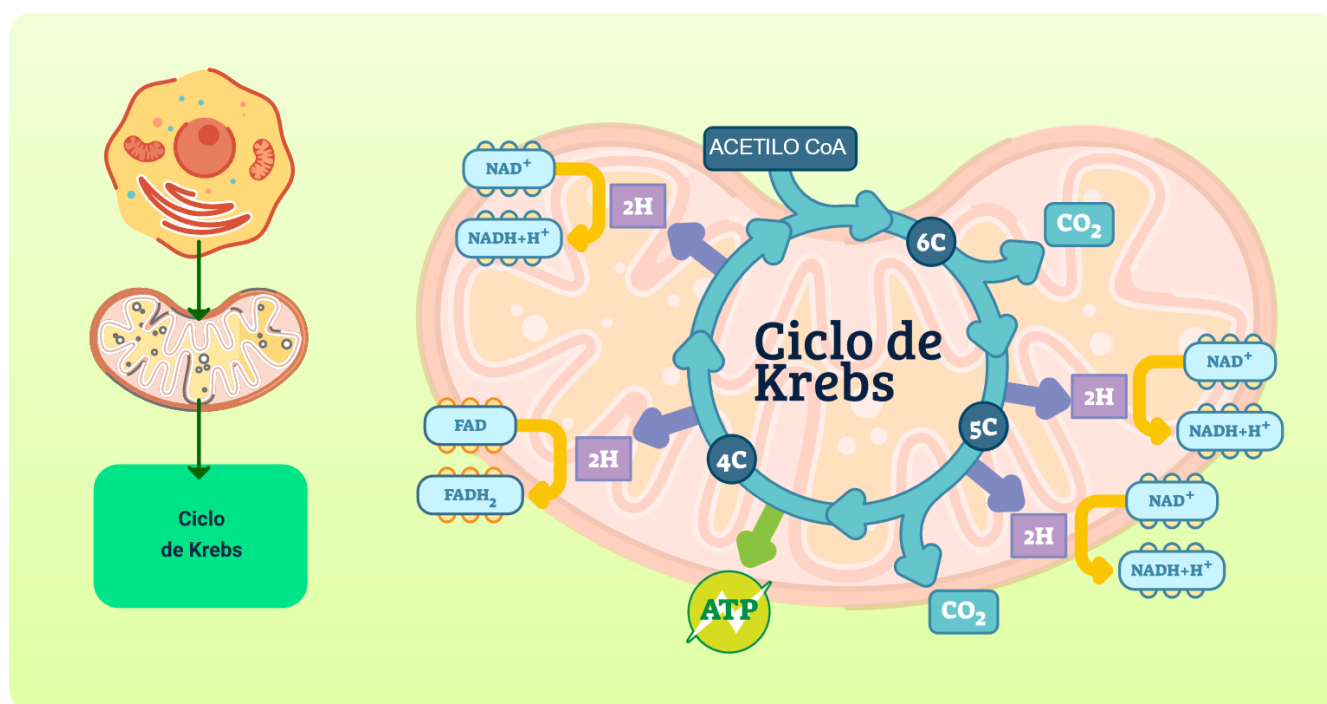 Ciclo
de Krebs
ACETILO CoA
Ciclo de
Krebs
6C
CO₂
NAD⁺
2H
NADH+H⁺
5C
NAD⁺
2H
NADH+H⁺
CO₂
ATP
4C
FAD
2H
FADH₂
NAD⁺
2H
NADH+H⁺